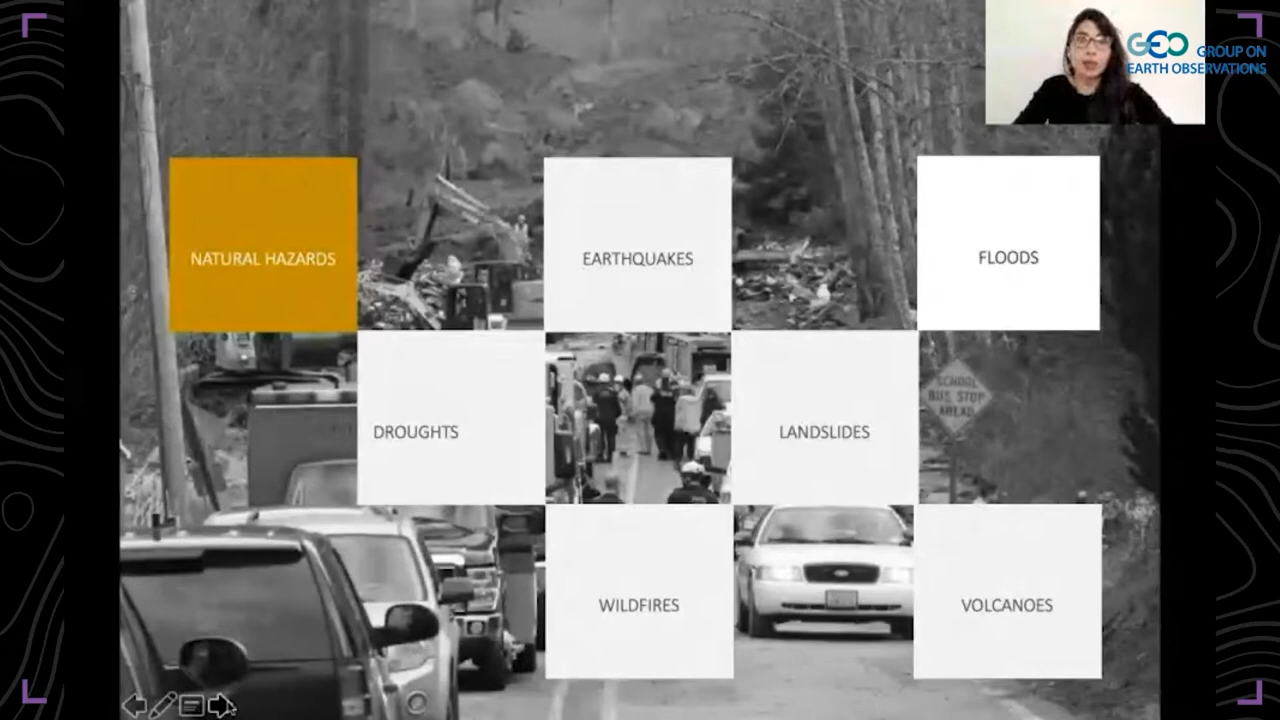 GEO GROUP ON
EARTH OBSERVATIONS
NATURAL HAZARDS
EARTHQUAKES
FLOODS
DROUGHTS
LANDSLIDES
SCHOOL
BUS STOP
AHEAD
WILDFIRES
VOLCANOES